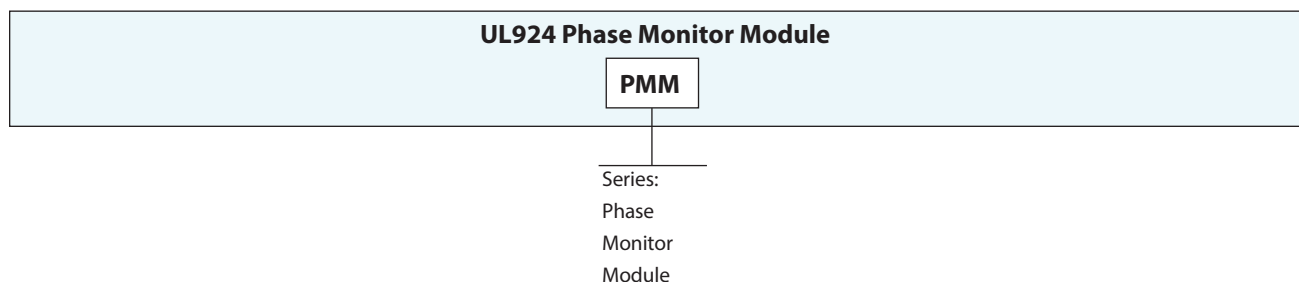 UL924 Phase Monitor Module
PMM
Series:
Phase
Monitor
Module